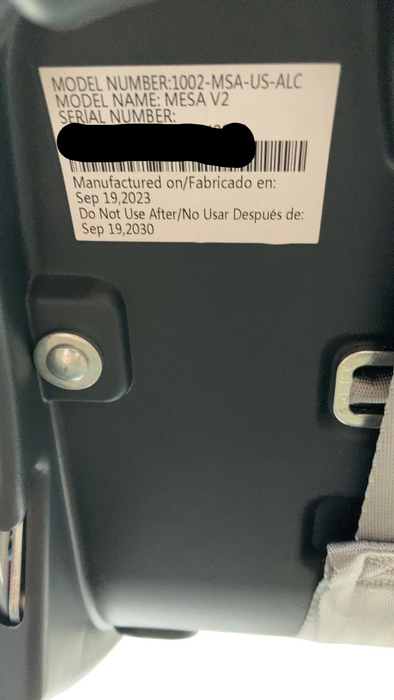 MODEL NUMBER:1002-MSA-US-ALC
MODEL NAME: MESA V2
SERIAL NUMBER:
Manufactured on/Fabricado en:
Sep 19,2023
Do Not Use After/No Usar Después de:
Sep 19,2030